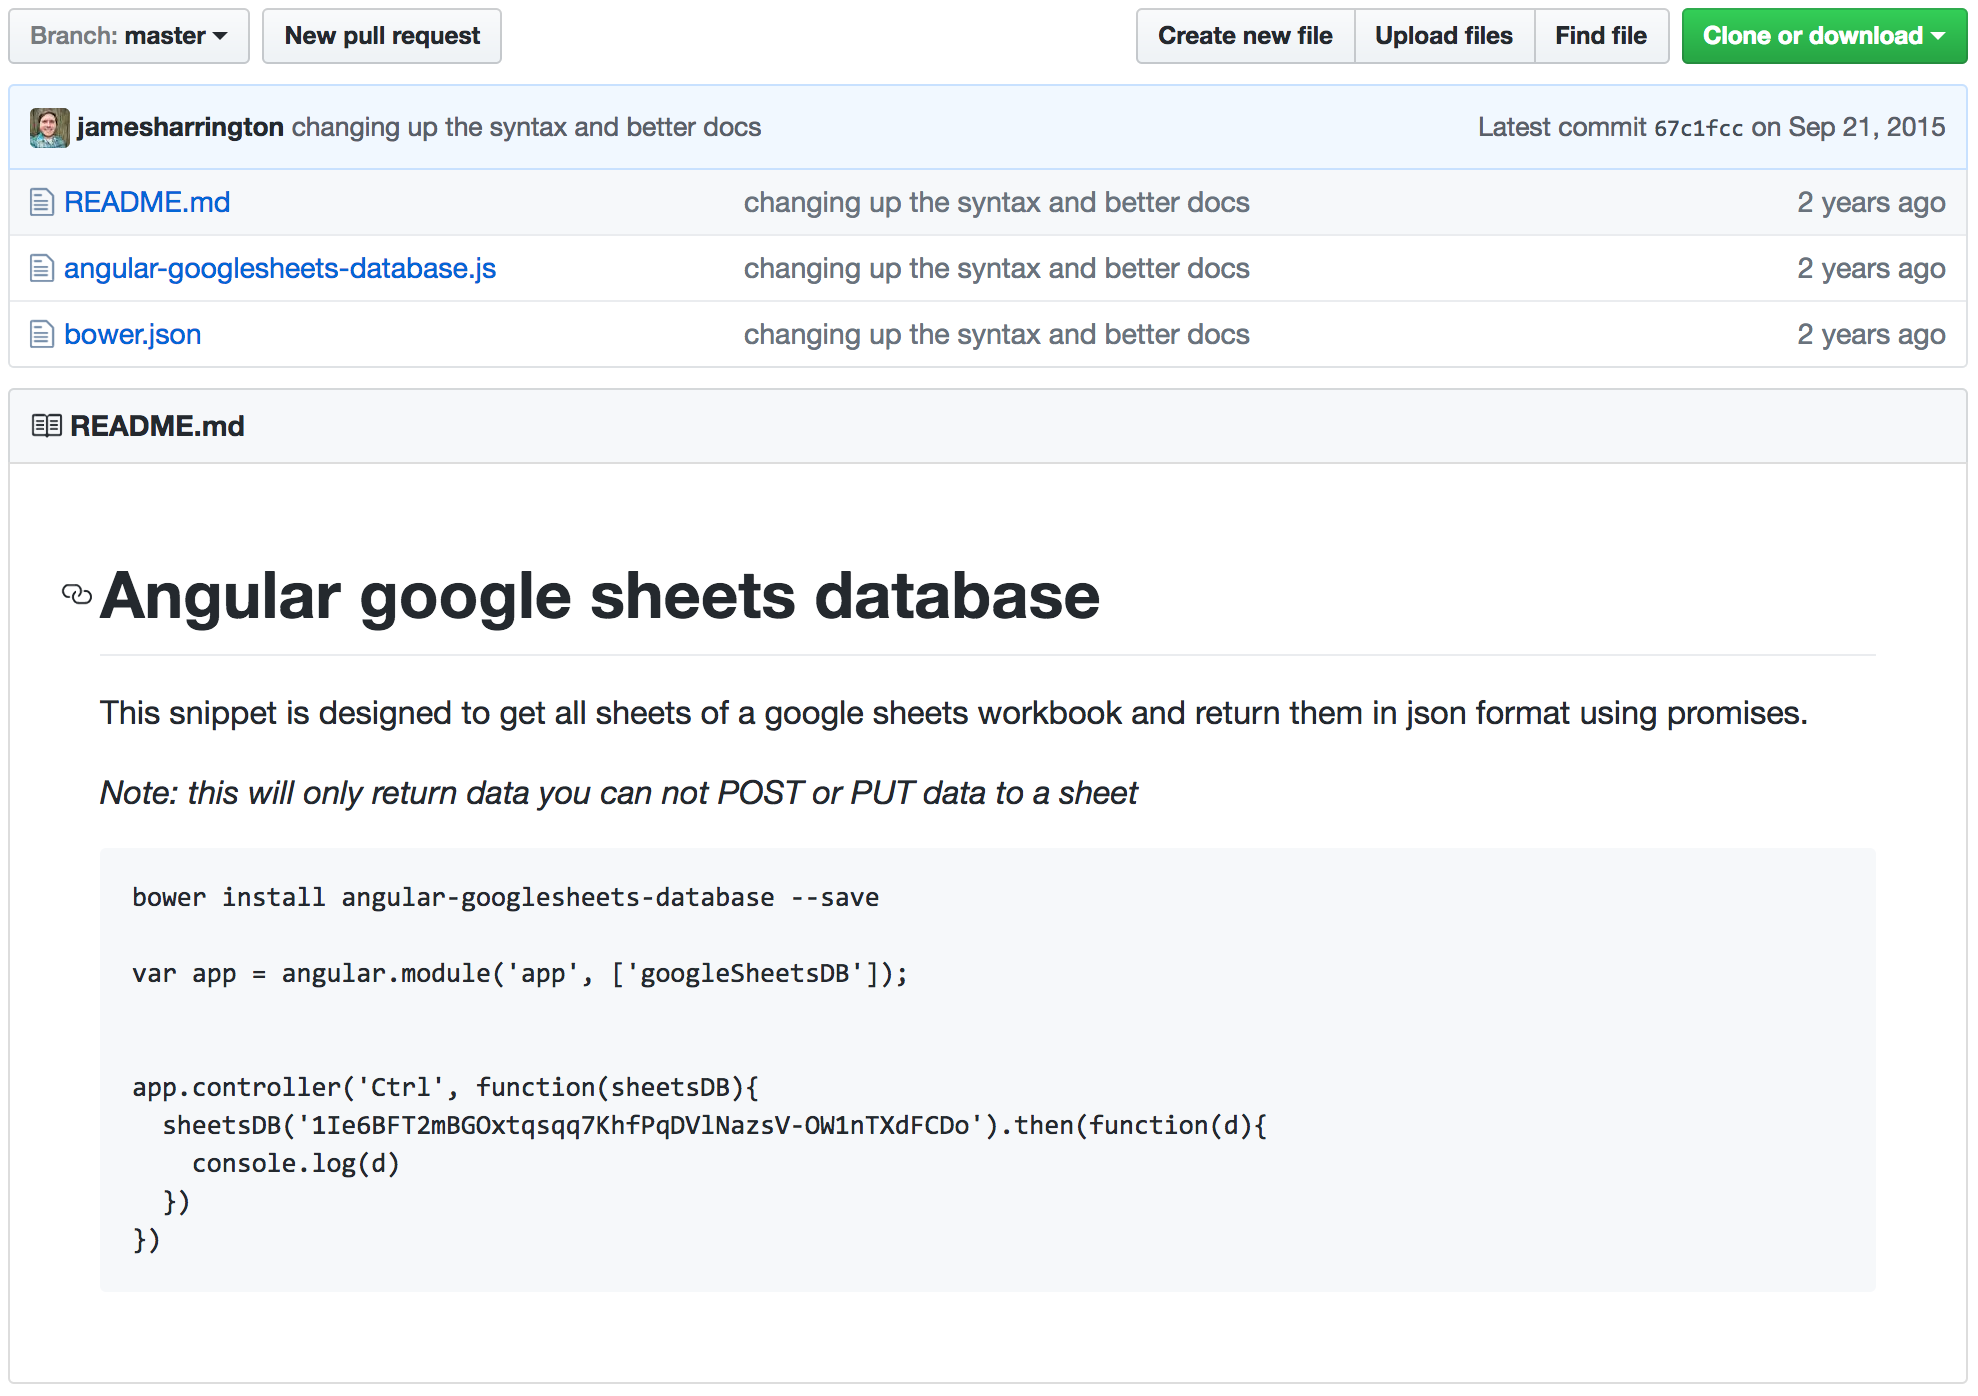 Branch: master New pull request Create new file Upload files Find file Clone or download
jamesharrington changing up the syntax and better docs Latest commit 67c1fcc on Sep 21, 2015
README.md changing up the syntax and better docs 2 years ago
angular-googlesheets-database.js changing up the syntax and better docs 2 years ago
bower.json changing up the syntax and better docs 2 years ago
README.md
Angular google sheets database
This snippet is designed to get all sheets of a google sheets workbook and return them in json format using promises.
Note: this will only return data you can not POST or PUT data to a sheet
bower install angular-googlesheets-database --save
var app = angular.module('app', ['googleSheetsDB']);
app.controller('Ctrl', function(sheetsDB){
  sheetsDB('1Ie6BFT2mBGOxtqsqq7KhfPqDVlNazsV-OW1nTXdFCDo').then(function(d){
    console.log(d)
  })
})